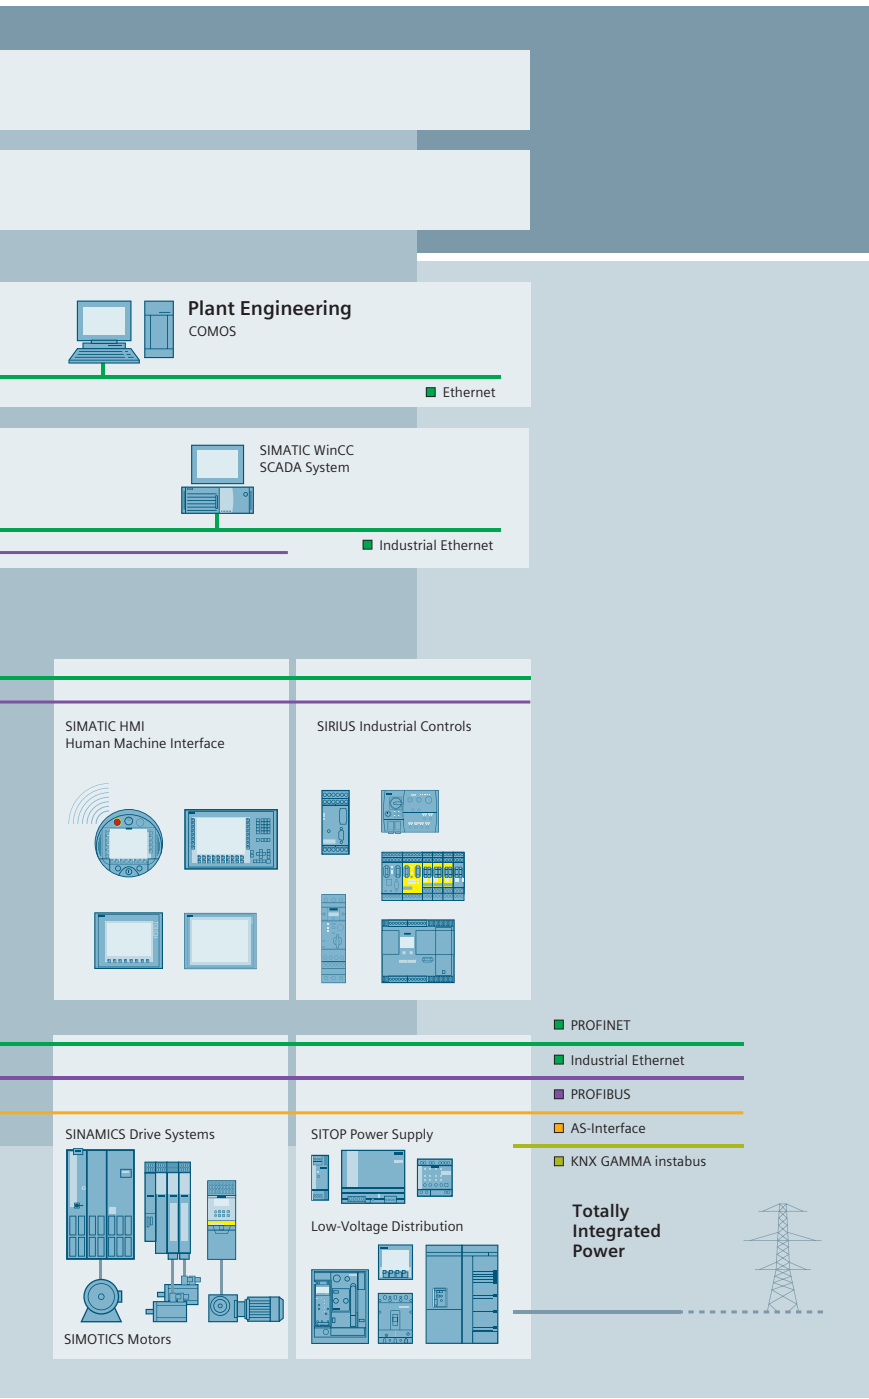 Plant Engineering
COMOS
Ethernet
SIMATIC WinCC
SCADA System
Industrial Ethernet
SIMATIC HMI
Human Machine Interface
SIRIUS Industrial Controls
PROFINET
Industrial Ethernet
PROFIBUS
AS-Interface
KNX GAMMA instabus
SINAMICS Drive Systems
SITOP Power Supply
Low-Voltage Distribution
SIMOTICS Motors
Totally
Integrated
Power